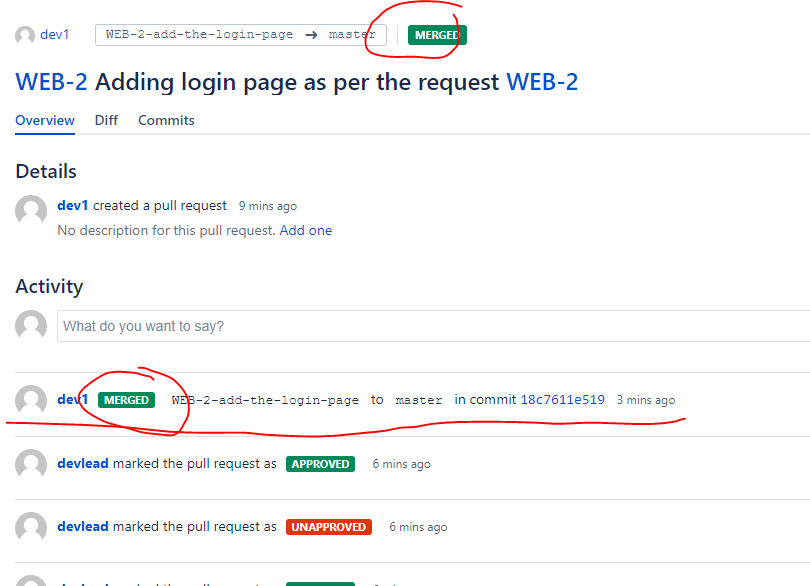 dev1 WEB-2-add-the-login-page → master MERGED
WEB-2 Adding login page as per the request WEB-2
Overview Diff Commits
Details
dev1 created a pull request 9 mins ago
No description for this pull request. Add one
Activity
What do you want to say?
dev1 MERGED WEB-2-add-the-login-page to master in commit 18c7611e519 3 mins ago
devlead marked the pull request as APPROVED 6 mins ago
devlead marked the pull request as UNAPPROVED 6 mins ago